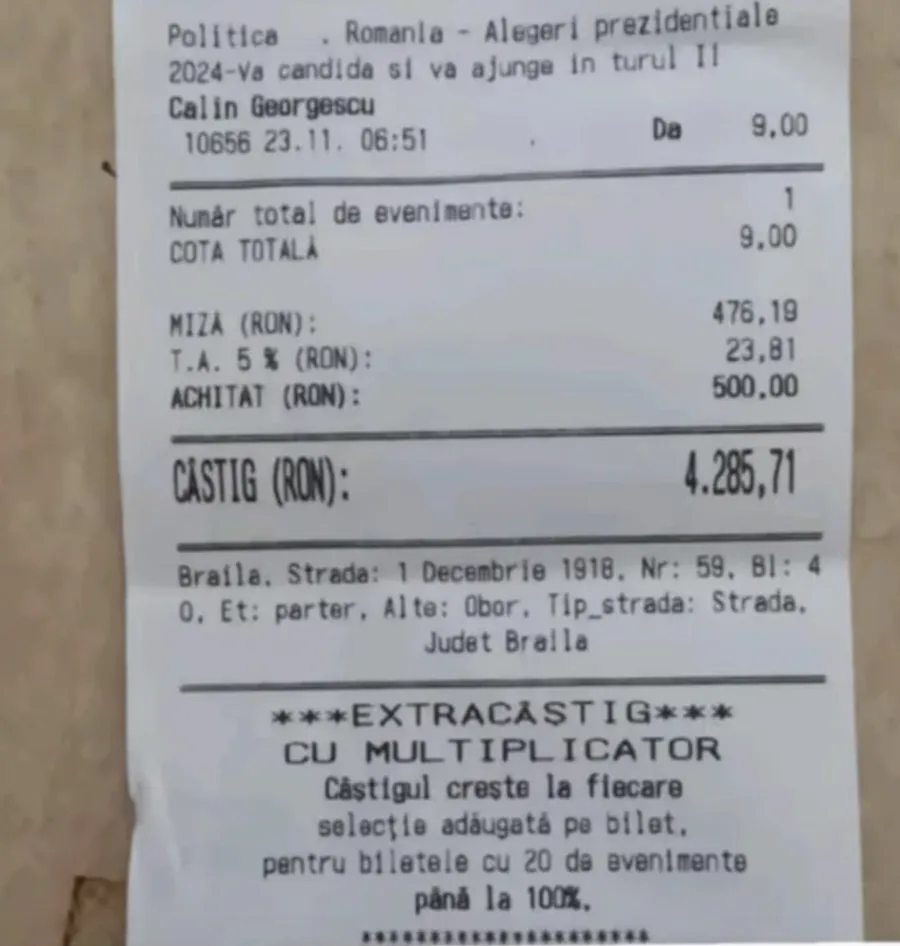 Politica . Romania - Alegeri prezidentiale
2024-Va candida si va ajunge in turul II
Calin Georgescu
10656 23.11. 06:51 Da 9,00
Număr total de evenimente: 1
COTA TOTALĂ 9,00
MIZĂ (RON): 476,19
T.A. 5 % (RON): 23,81
ACHITAT (RON): 500,00
CÂȘTIG (RON): 4.285,71
Braila, Strada: 1 Decembrie 1918, Nr: 59, Bl: 4
0, Et: parter, Alte: Obor, Tip_strada: Strada,
Judet Braila
***EXTRACÂȘTIG***
CU MULTIPLICATOR
Câștigul crește la fiecare
selecție adăugată pe bilet,
pentru biletele cu 20 de evenimente
până la 100%.
********************